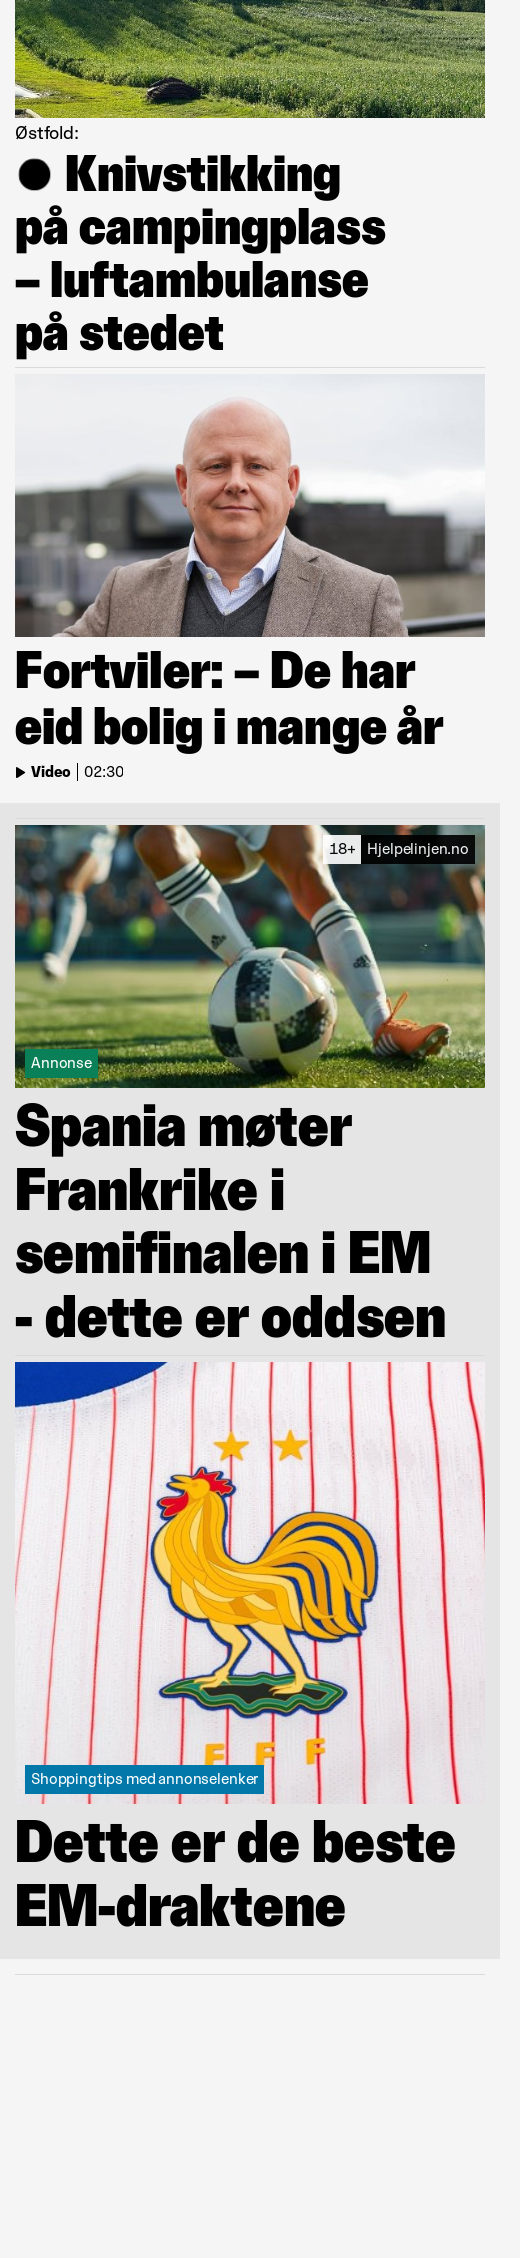 Østfold:
● Knivstikking
på campingplass
– luftambulanse
på stedet
Fortviler: – De har
eid bolig i mange år
Video | 02:30
18+ Hjelpelinjen.no
Annonse
Spania møter
Frankrike i
semifinalen i EM
- dette er oddsen
F F F
Shoppingtips med annonselenker
Dette er de beste
EM-draktene